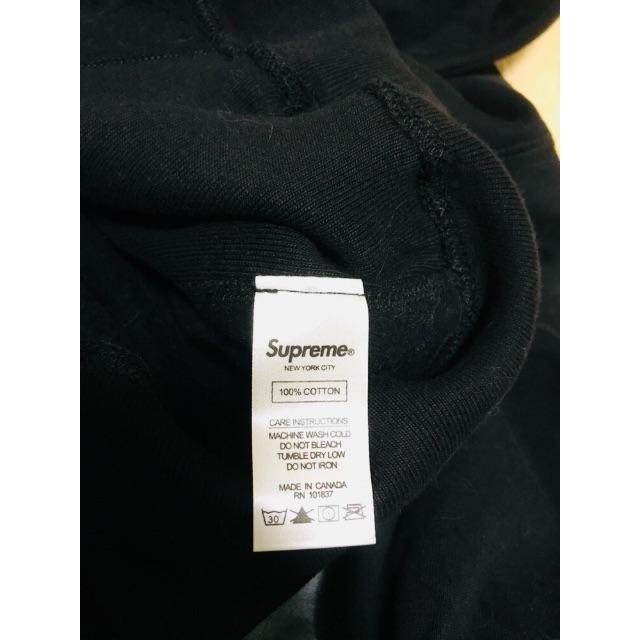 Supreme®
NEW YORK CITY
100% COTTON
CARE INSTRUCTIONS
MACHINE WASH COLD
DO NOT BLEACH
TUMBLE DRY LOW
DO NOT IRON
MADE IN CANADA
RN 101837
30